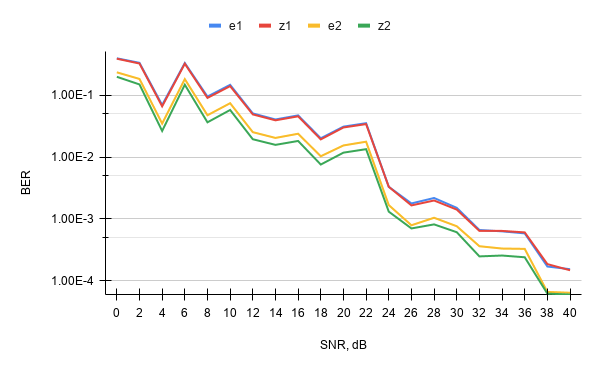 e1 z1 e2 z2
1.00E-1
1.00E-2
1.00E-3
1.00E-4
BER
0 2 4 6 8 10 12 14 16 18 20 22 24 26 28 30 32 34 36 38 40
SNR, dB